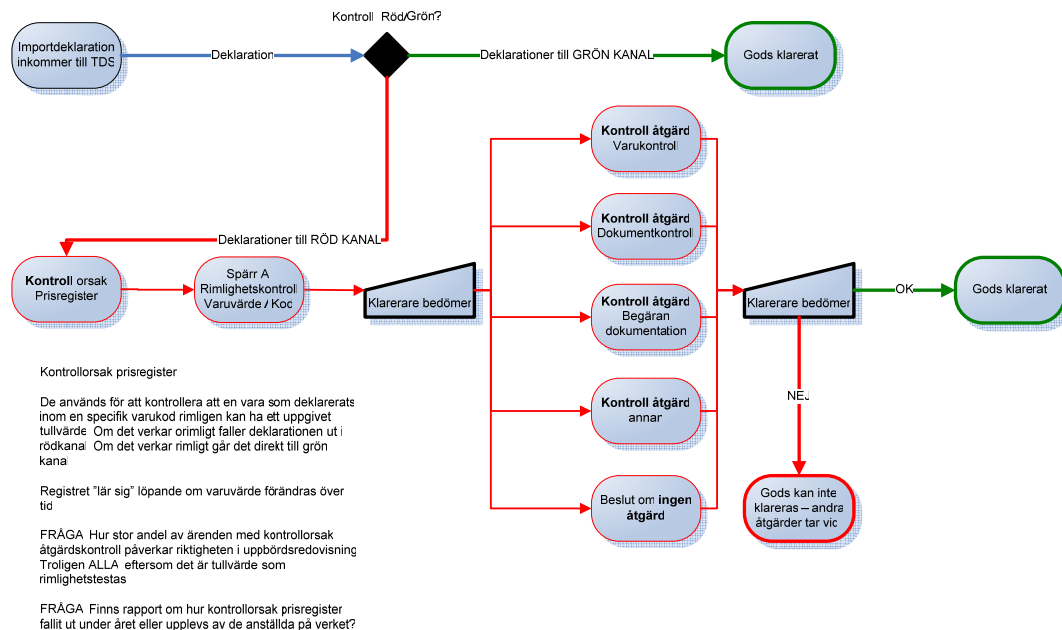 Kontroll Röd/Grön?
Importdeklaration
inkommer till TDS
Deklaration
Deklarationer till GRÖN KANAL
Gods klarerat
Deklarationer till RÖD KANAL
Kontroll orsak
Prisregister
Spärr A
Rimlighetskontroll
Varuvärde / Kod
Klarerare bedömer
Kontroll åtgärd
Varukontroll
Kontroll åtgärd
Dokumentkontroll
Kontroll åtgärd
Begäran
dokumentation
Kontroll åtgärd
annan
Beslut om ingen
åtgärd
Klarerare bedömer
OK
Gods klarerat
NEJ
Gods kan inte
klareras – andra
åtgärder tar vid
Kontrollorsak prisregister
De används för att kontrollera att en vara som deklarerats
inom en specifik varukod rimligen kan ha ett uppgivet
tullvärde Om det verkar orimligt faller deklarationen ut i
rödkanal Om det verkar rimligt går det direkt till grön
kanal
Registret ”lär sig” löpande om varuvärde förändras över
tid
FRÅGA Hur stor andel av ärenden med kontrollorsak
åtgärdskontroll påverkar riktigheten i uppbördsredovisning
Troligen ALLA eftersom det är tullvärde som
rimlighetstestas
FRÅGA Finns rapport om hur kontrollorsak prisregister
fallit ut under året eller upplevs av de anställda på verket?